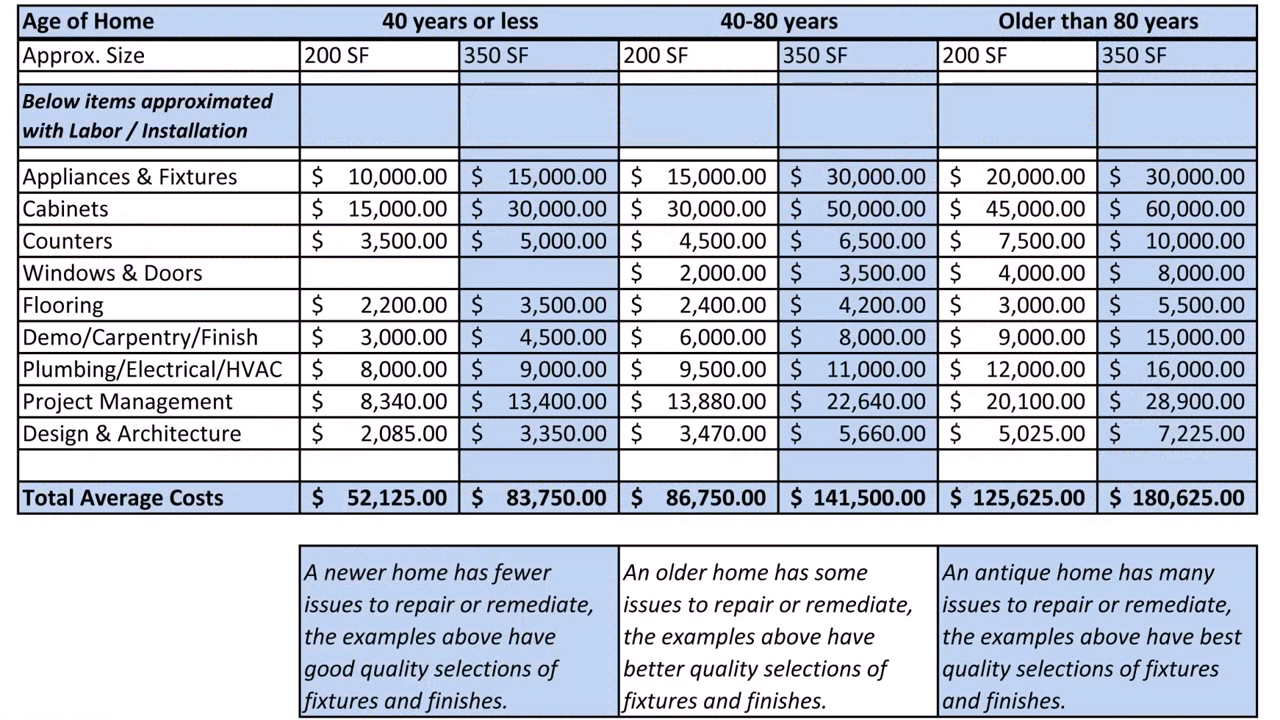 Age of Home 40 years or less 40-80 years Older than 80 years
Approx. Size 200 SF 350 SF 200 SF 350 SF 200 SF 350 SF
Below items approximated
with Labor / Installation
Appliances & Fixtures $ 10,000.00 $ 15,000.00 $ 15,000.00 $ 30,000.00 $ 20,000.00 $ 30,000.00
Cabinets $ 15,000.00 $ 30,000.00 $ 30,000.00 $ 50,000.00 $ 45,000.00 $ 60,000.00
Counters $ 3,500.00 $ 5,000.00 $ 4,500.00 $ 6,500.00 $ 7,500.00 $ 10,000.00
Windows & Doors $ 2,000.00 $ 3,500.00 $ 4,000.00 $ 8,000.00
Flooring $ 2,200.00 $ 3,500.00 $ 2,400.00 $ 4,200.00 $ 3,000.00 $ 5,500.00
Demo/Carpentry/Finish $ 3,000.00 $ 4,500.00 $ 6,000.00 $ 8,000.00 $ 9,000.00 $ 15,000.00
Plumbing/Electrical/HVAC $ 8,000.00 $ 9,000.00 $ 9,500.00 $ 11,000.00 $ 12,000.00 $ 16,000.00
Project Management $ 8,340.00 $ 13,400.00 $ 13,880.00 $ 22,640.00 $ 20,100.00 $ 28,900.00
Design & Architecture $ 2,085.00 $ 3,350.00 $ 3,470.00 $ 5,660.00 $ 5,025.00 $ 7,225.00
Total Average Costs $ 52,125.00 $ 83,750.00 $ 86,750.00 $ 141,500.00 $ 125,625.00 $ 180,625.00
A newer home has fewer
issues to repair or remediate,
the examples above have
good quality selections of
fixtures and finishes.
An older home has some
issues to repair or remediate,
the examples above have
better quality selections of
fixtures and finishes.
An antique home has many
issues to repair or remediate,
the examples above have best
quality selections of fixtures
and finishes.